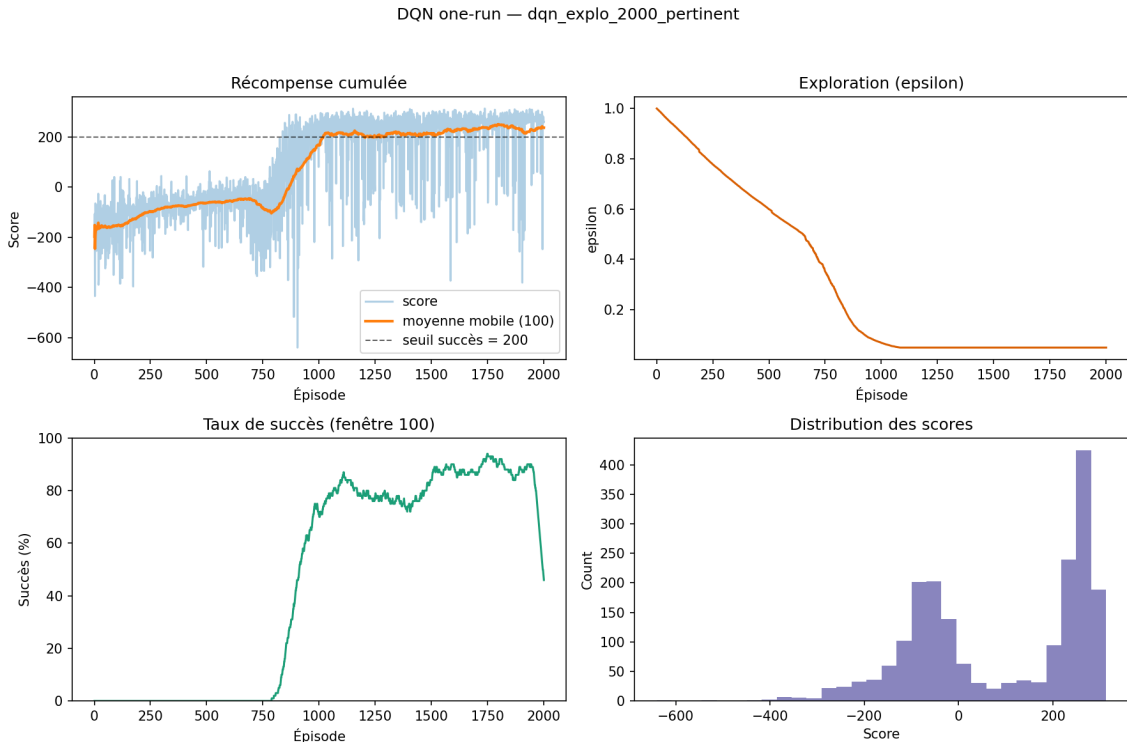 DQN one-run — dqn_explo_2000_pertinent
Récompense cumulée
Score
200
0
−200
−400
−600
score
moyenne mobile (100)
seuil succès = 200
0 250 500 750 1000 1250 1500 1750 2000
Épisode
Exploration (epsilon)
epsilon
1.0
0.8
0.6
0.4
0.2
0 250 500 750 1000 1250 1500 1750 2000
Épisode
Taux de succès (fenêtre 100)
Succès (%)
100
80
60
40
20
0
0 250 500 750 1000 1250 1500 1750 2000
Épisode
Distribution des scores
Count
400
350
300
250
200
150
100
50
0
−600 −400 −200 0 200
Score